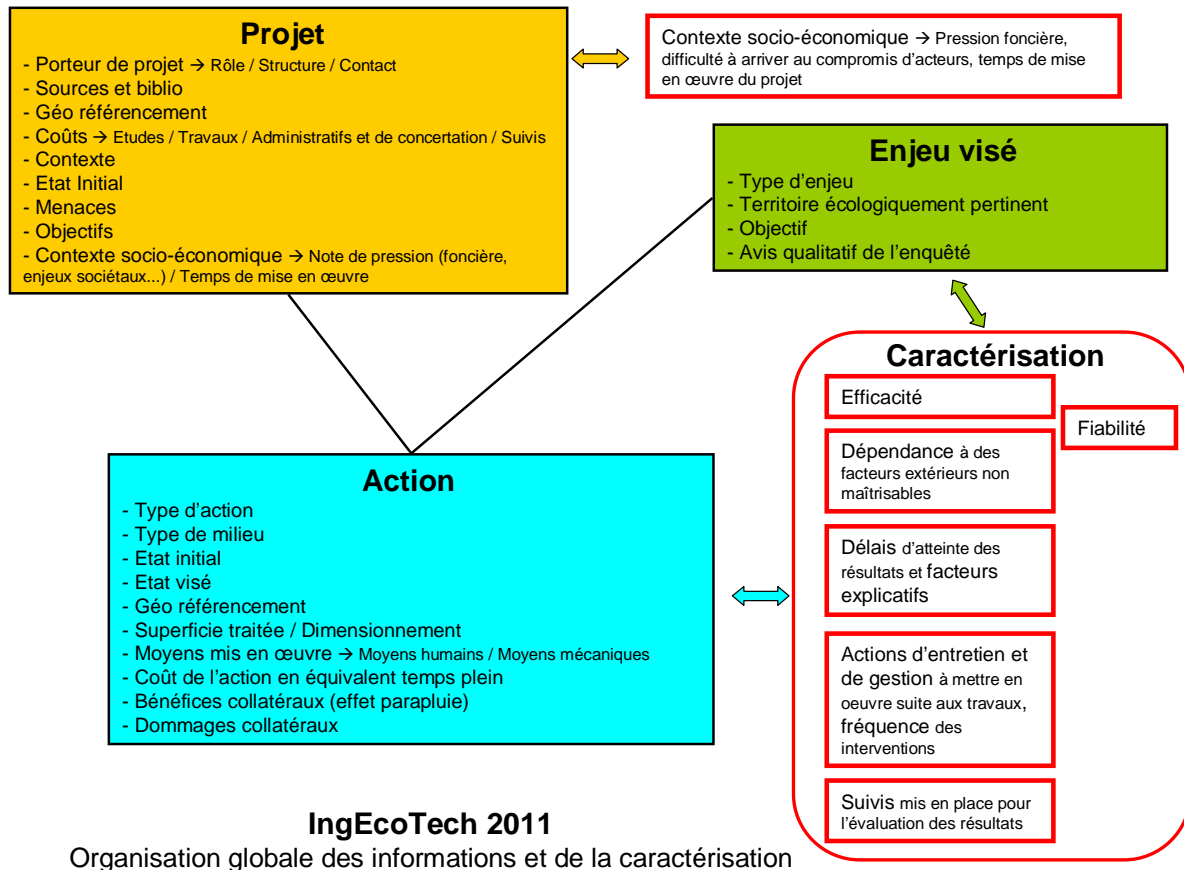 Projet
- Porteur de projet → Rôle / Structure / Contact
- Sources et biblio
- Géo référencement
- Coûts → Etudes / Travaux / Administratifs et de concertation / Suivis
- Contexte
- Etat Initial
- Menaces
- Objectifs
- Contexte socio-économique → Note de pression (foncière,
enjeux sociétaux...) / Temps de mise en œuvre
Contexte socio-économique → Pression foncière,
difficulté à arriver au compromis d'acteurs, temps de mise
en œuvre du projet
Enjeu visé
- Type d'enjeu
- Territoire écologiquement pertinent
- Objectif
- Avis qualitatif de l'enquêté
Caractérisation
Efficacité
Fiabilité
Dépendance à des
facteurs extérieurs non
maîtrisables
Délais d'atteinte des
résultats et facteurs
explicatifs
Actions d'entretien et
de gestion à mettre en
oeuvre suite aux travaux,
fréquence des
interventions
Suivis mis en place pour
l'évaluation des résultats
Action
- Type d'action
- Type de milieu
- Etat initial
- Etat visé
- Géo référencement
- Superficie traitée / Dimensionnement
- Moyens mis en œuvre → Moyens humains / Moyens mécaniques
- Coût de l'action en équivalent temps plein
- Bénéfices collatéraux (effet parapluie)
- Dommages collatéraux
IngEcoTech 2011
Organisation globale des informations et de la caractérisation